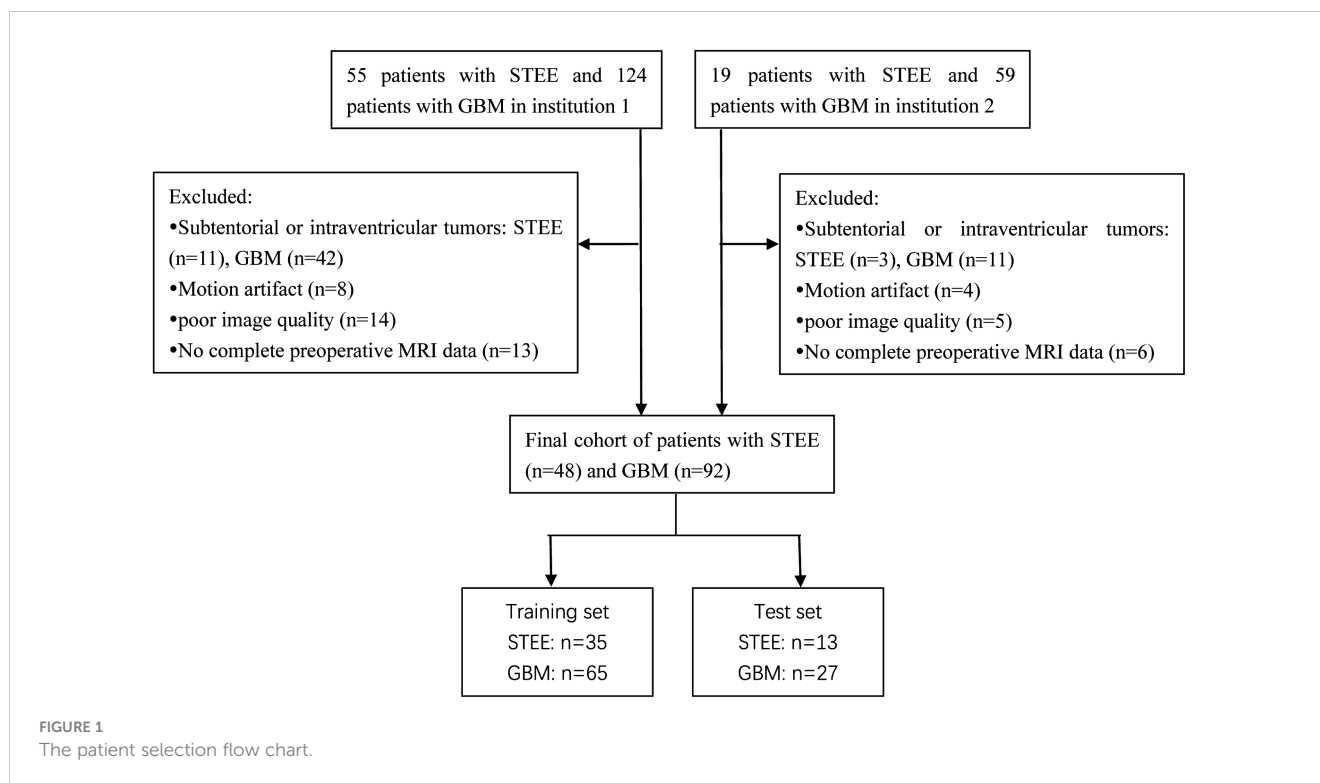 55 patients with STEE and 124
patients with GBM in institution 1
19 patients with STEE and 59
patients with GBM in institution 2
Excluded:
•Subtentorial or intraventricular tumors: STEE
(n=11), GBM (n=42)
•Motion artifact (n=8)
•poor image quality (n=14)
•No complete preoperative MRI data (n=13)
Excluded:
•Subtentorial or intraventricular tumors:
STEE (n=3), GBM (n=11)
•Motion artifact (n=4)
•poor image quality (n=5)
•No complete preoperative MRI data (n=6)
Final cohort of patients with STEE
(n=48) and GBM (n=92)
Training set
STEE: n=35
GBM: n=65
Test set
STEE: n=13
GBM: n=27
FIGURE 1
The patient selection flow chart.